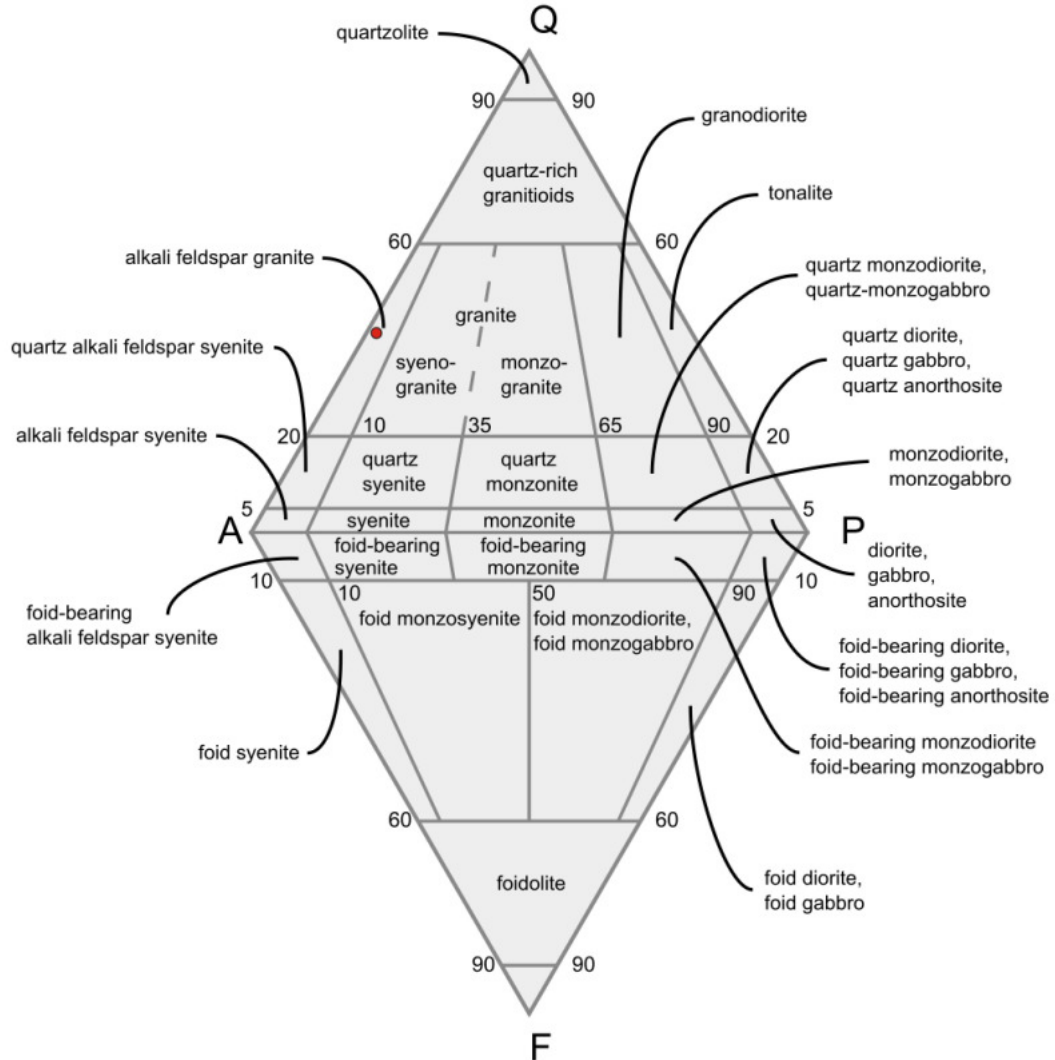 Q
quartzolite
90
90
granodiorite
quartz-rich
granitioids
tonalite
60
60
alkali feldspar granite
quartz monzodiorite,
quartz-monzogabbro
granite
quartz alkali feldspar syenite
quartz diorite,
quartz gabbro,
quartz anorthosite
syeno-
granite
monzo-
granite
alkali feldspar syenite
20
10
35
65
90
20
quartz
syenite
quartz
monzonite
monzodiorite,
monzogabbro
5
5
A
syenite
monzonite
P
foid-bearing
syenite
foid-bearing
monzonite
diorite,
gabbro,
anorthosite
10
10
10
50
90
foid-bearing
alkali feldspar syenite
foid monzosyenite
foid monzodiorite,
foid monzogabbro
foid-bearing diorite,
foid-bearing gabbro,
foid-bearing anorthosite
foid syenite
foid-bearing monzodiorite
foid-bearing monzogabbro
60
60
foidolite
foid diorite,
foid gabbro
90
90
F